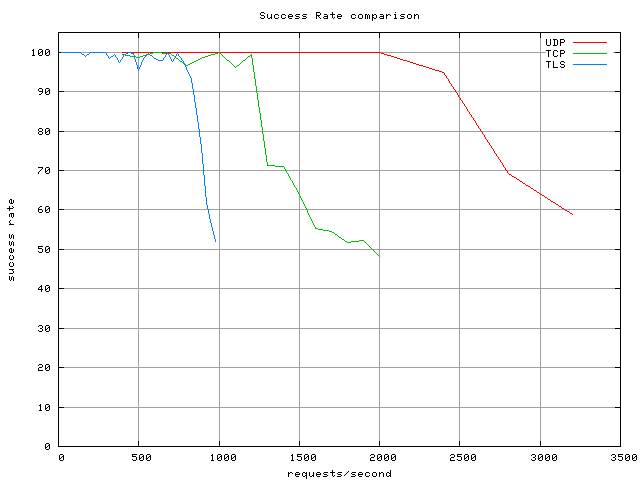 Success Rate comparison
100
90
80
70
60
50
40
30
20
10
0
success rate
UDP
TCP
TLS
0 500 1000 1500 2000 2500 3000 3500
requests/second